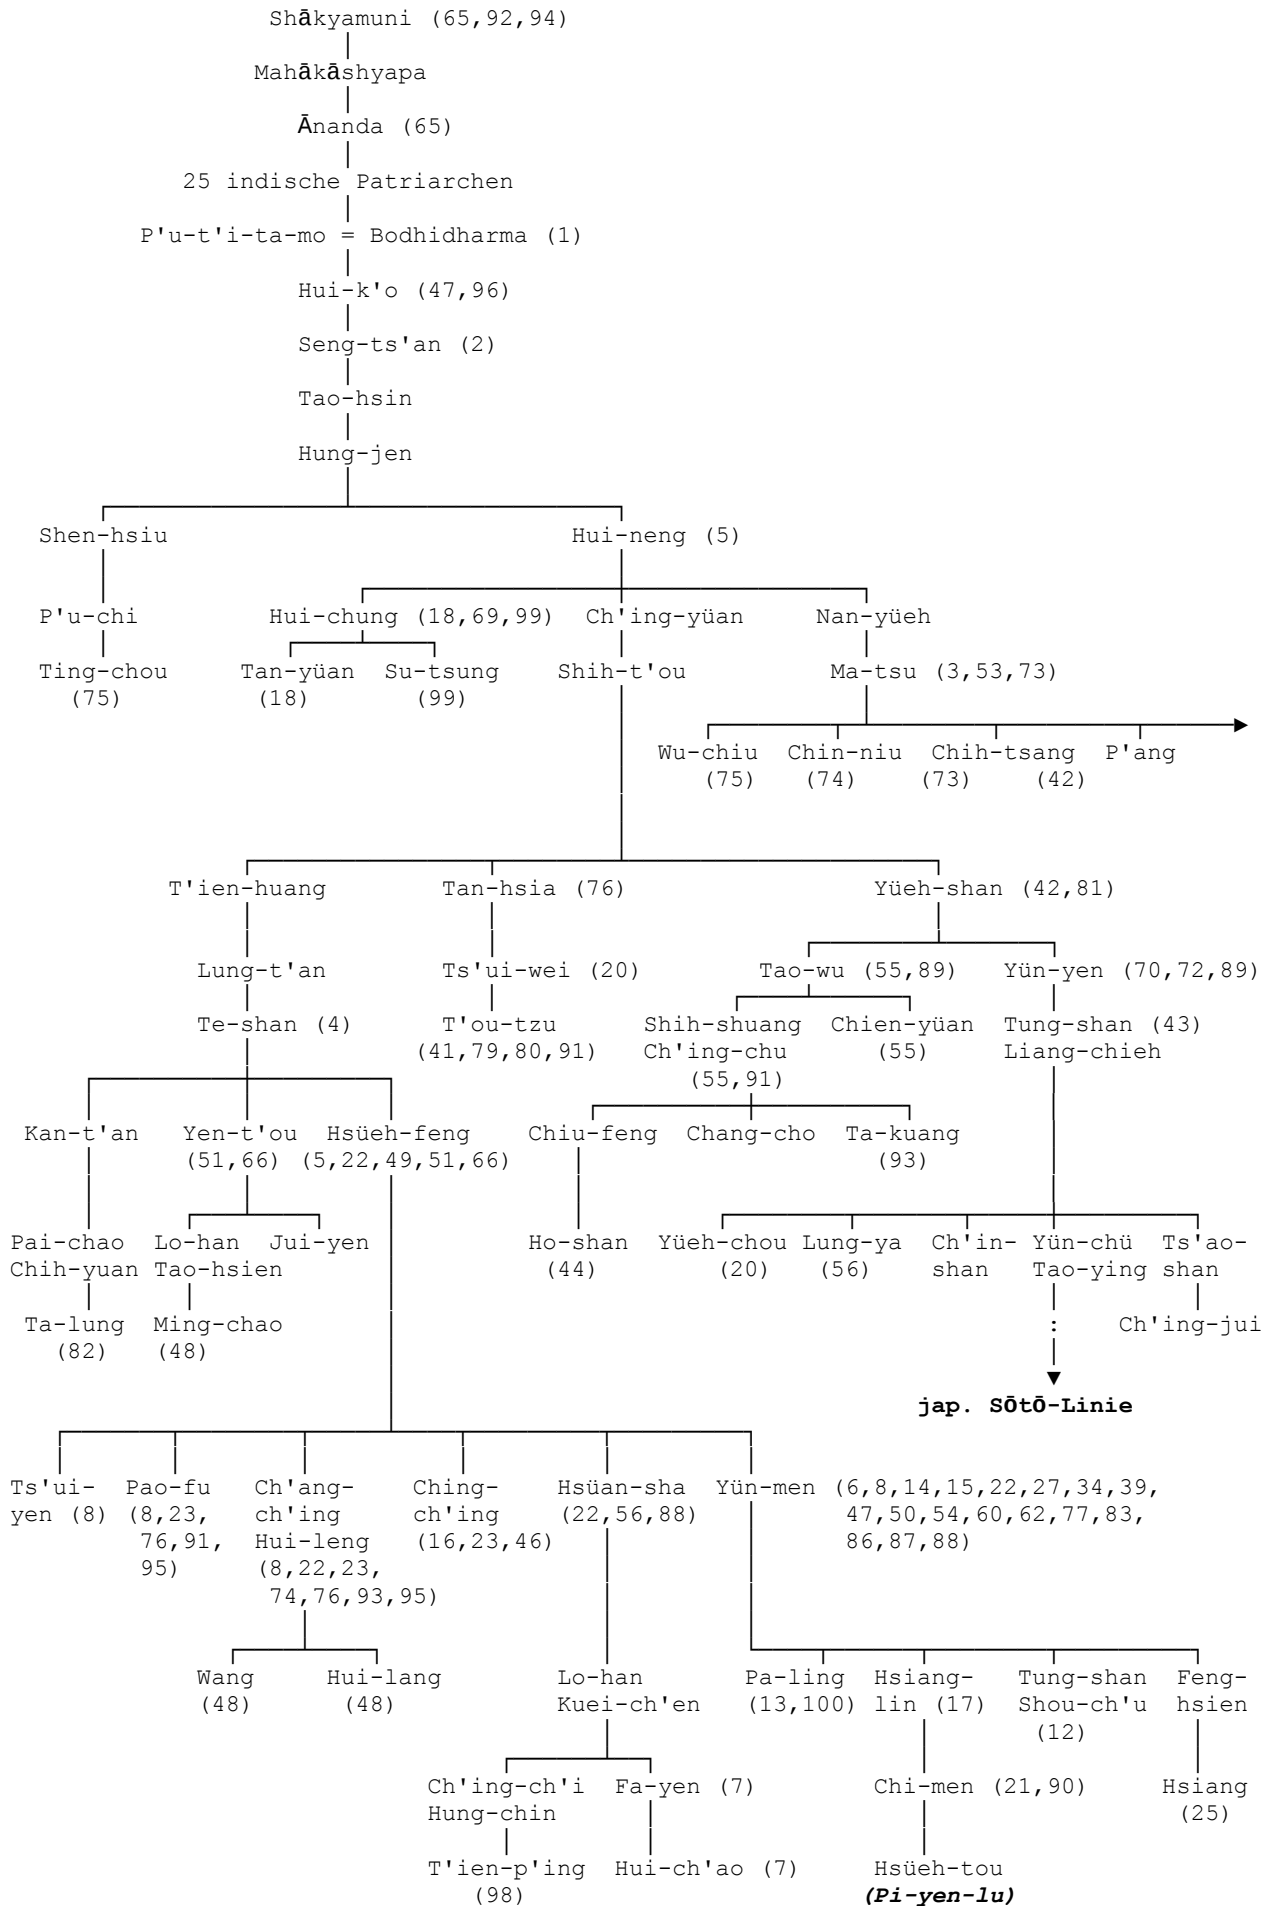 Shākyamuni (65,92,94)
Mahākāshyapa
Ānanda (65)
25 indische Patriarchen
P'u-t'i-ta-mo = Bodhidharma (1)
Hui-k'o (47,96)
Seng-ts'an (2)
Tao-hsin
Hung-jen
Shen-hsiu Hui-neng (5)
P'u-chi Hui-chung (18,69,99) Ch'ing-yüan Nan-yüeh
Ting-chou Tan-yüan Su-tsung Shih-t'ou Ma-tsu (3,53,73)
(75) (18) (99)
Wu-chiu Chin-niu Chih-tsang P'ang
(75) (74) (73) (42)
T'ien-huang Tan-hsia (76) Yüeh-shan (42,81)
Lung-t'an Ts'ui-wei (20) Tao-wu (55,89) Yün-yen (70,72,89)
Te-shan (4) T'ou-tzu Shih-shuang Chien-yüan Tung-shan (43)
(41,79,80,91) Ch'ing-chu (55) Liang-chieh
(55,91)
Kan-t'an Yen-t'ou Hsüeh-feng Chiu-feng Chang-cho Ta-kuang
(51,66) (5,22,49,51,66) (93)
Pai-chao Lo-han Jui-yen Ho-shan Yüeh-chou Lung-ya Ch'in- Yün-chü Ts'ao-
Chih-yuan Tao-hsien (44) (20) (56) shan Tao-ying shan
Ta-lung Ming-chao : Ch'ing-jui
(82) (48)
jap. SŌtŌ-Linie
Ts'ui- Pao-fu Ch'ang- Ching- Hsüan-sha Yün-men (6,8,14,15,22,27,34,39,
yen (8) (8,23, ch'ing ch'ing (22,56,88) 47,50,54,60,62,77,83,
76,91, Hui-leng (16,23,46) 86,87,88)
95) (8,22,23,
74,76,93,95)
Wang Hui-lang Lo-han Pa-ling Hsiang- Tung-shan Feng-
(48) (48) Kuei-ch'en (13,100) lin (17) Shou-ch'u hsien
(12)
Ch'ing-ch'i Fa-yen (7) Chi-men (21,90) Hsiang
Hung-chin (25)
T'ien-p'ing Hui-ch'ao (7) Hsüeh-tou
(98) (Pi-yen-lu)